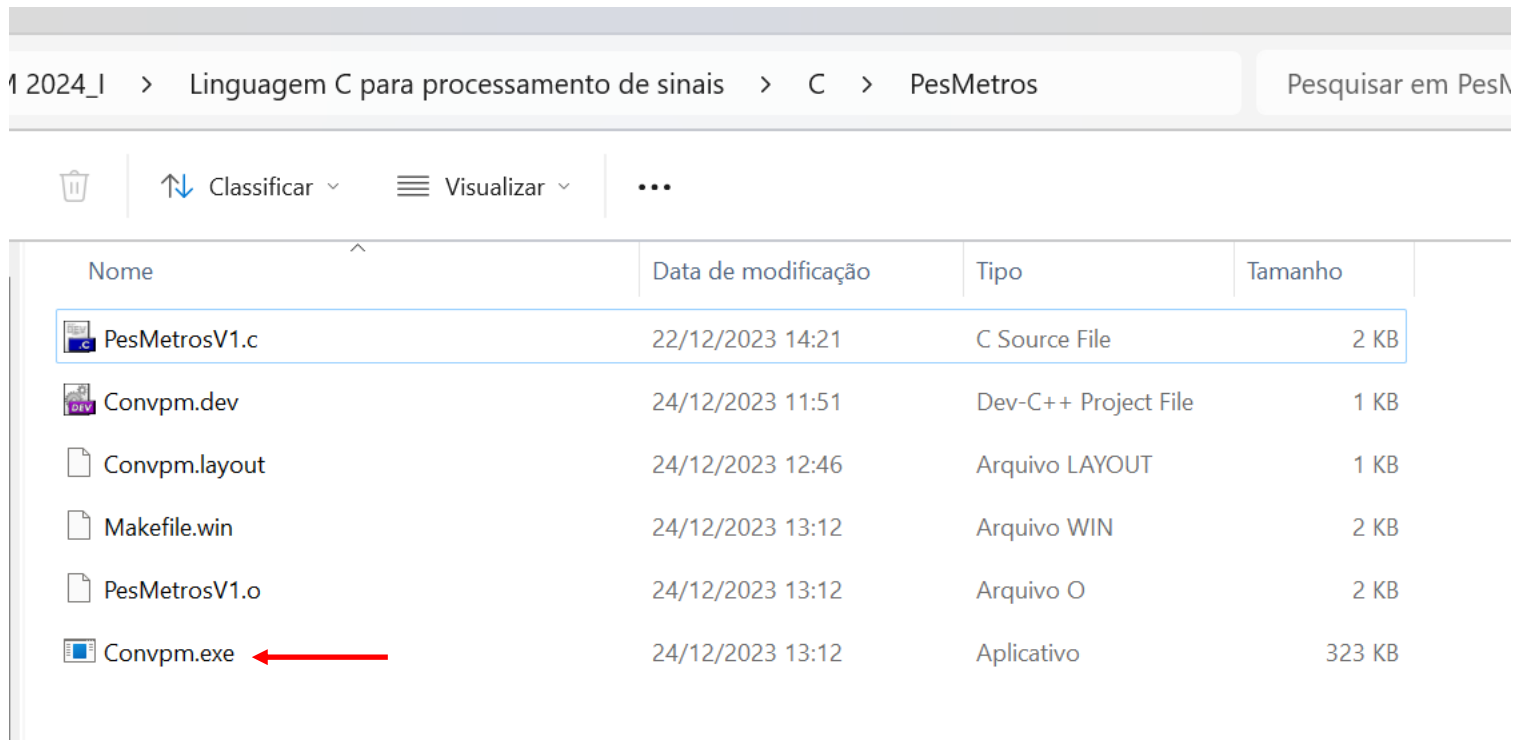 2024_I > Linguagem C para processamento de sinais > C > PesMetros Pesquisar em Pes
Classificar Visualizar
Nome Data de modificação Tipo Tamanho
PesMetrosV1.c 22/12/2023 14:21 C Source File 2 KB
Convpm.dev 24/12/2023 11:51 Dev-C++ Project File 1 KB
Convpm.layout 24/12/2023 12:46 Arquivo LAYOUT 1 KB
Makefile.win 24/12/2023 13:12 Arquivo WIN 2 KB
PesMetrosV1.o 24/12/2023 13:12 Arquivo O 2 KB
Convpm.exe 24/12/2023 13:12 Aplicativo 323 KB